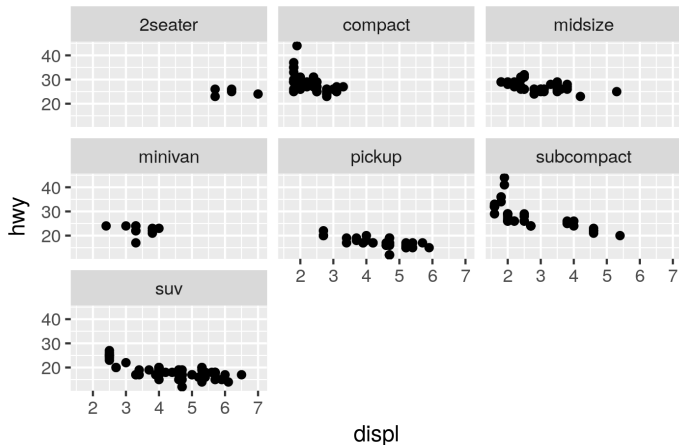 2seater compact midsize
40
30
20
minivan pickup subcompact
hwy
40
30
20
2 3 4 5 6 7 2 3 4 5 6 7
suv
40
30
20
2 3 4 5 6 7
displ